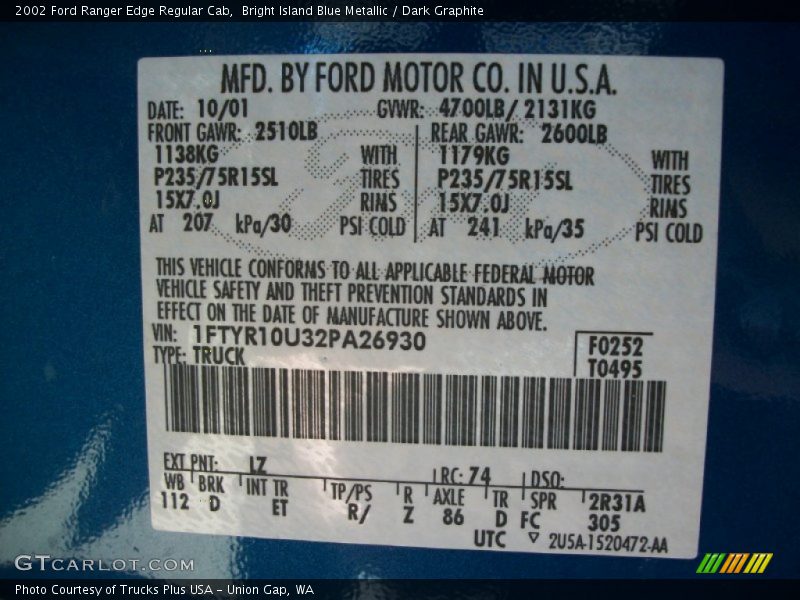 2002 Ford Ranger Edge Regular Cab,  Bright Island Blue Metallic / Dark Graphite
MFD. BY FORD MOTOR CO. IN U.S.A.
DATE: 10/01 GVWR: 4700LB/ 2131KG
FRONT GAWR: 2510LB REAR GAWR: 2600LB
1138KG WITH 1179KG WITH
P235/75R15SL TIRES P235/75R15SL TIRES
15X7.0J RIMS 15X7.0J RIMS
AT 207 kPa/30 PSI COLD AT 241 kPa/35 PSI COLD
THIS VEHICLE CONFORMS TO ALL APPLICABLE FEDERAL MOTOR
VEHICLE SAFETY AND THEFT PREVENTION STANDARDS IN
EFFECT ON THE DATE OF MANUFACTURE SHOWN ABOVE.
VIN: 1FTYR10U32PA26930
TYPE: TRUCK
F0252
T0495
EXT PNT: LZ RC: 74 DSO:
WB BRK INT TR TP/PS R AXLE TR SPR 2R31A
112 D ET R/ Z 86 D FC 305
UTC ▽ 2U5A-1520472-AA
GTCARLOT.COM
Photo Courtesy of Trucks Plus USA - Union Gap, WA